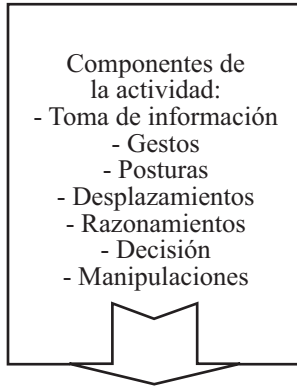 Componentes de
la actividad:
- Toma de información
- Gestos
- Posturas
- Desplazamientos
- Razonamientos
- Decisión
- Manipulaciones